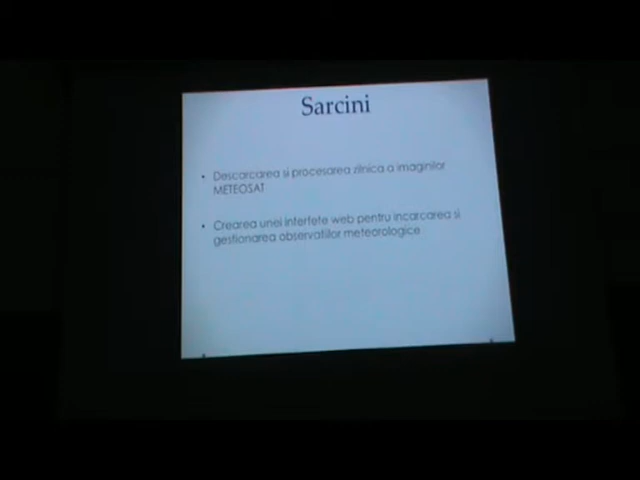 Sarcini
• Descarcarea si procesarea zilnica a imaginilor
METEOSAT
• Crearea unei interfete web pentru incarcarea si
gestionarea observatiilor meteorologice